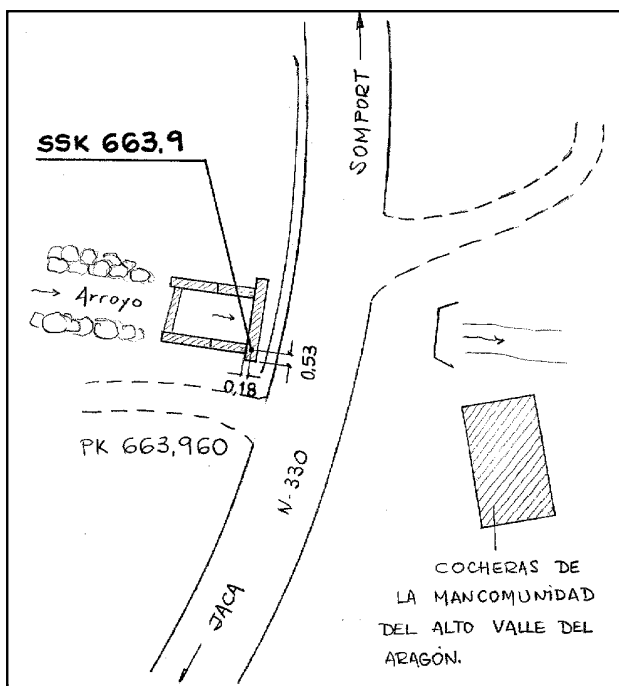 SOMPORT
SSK 663.9
Arroyo
0,53
0,18
PK 663,960
N-330
JACA
COCHERAS DE
LA MANCOMUNIDAD
DEL ALTO VALLE DEL
ARAGÓN.